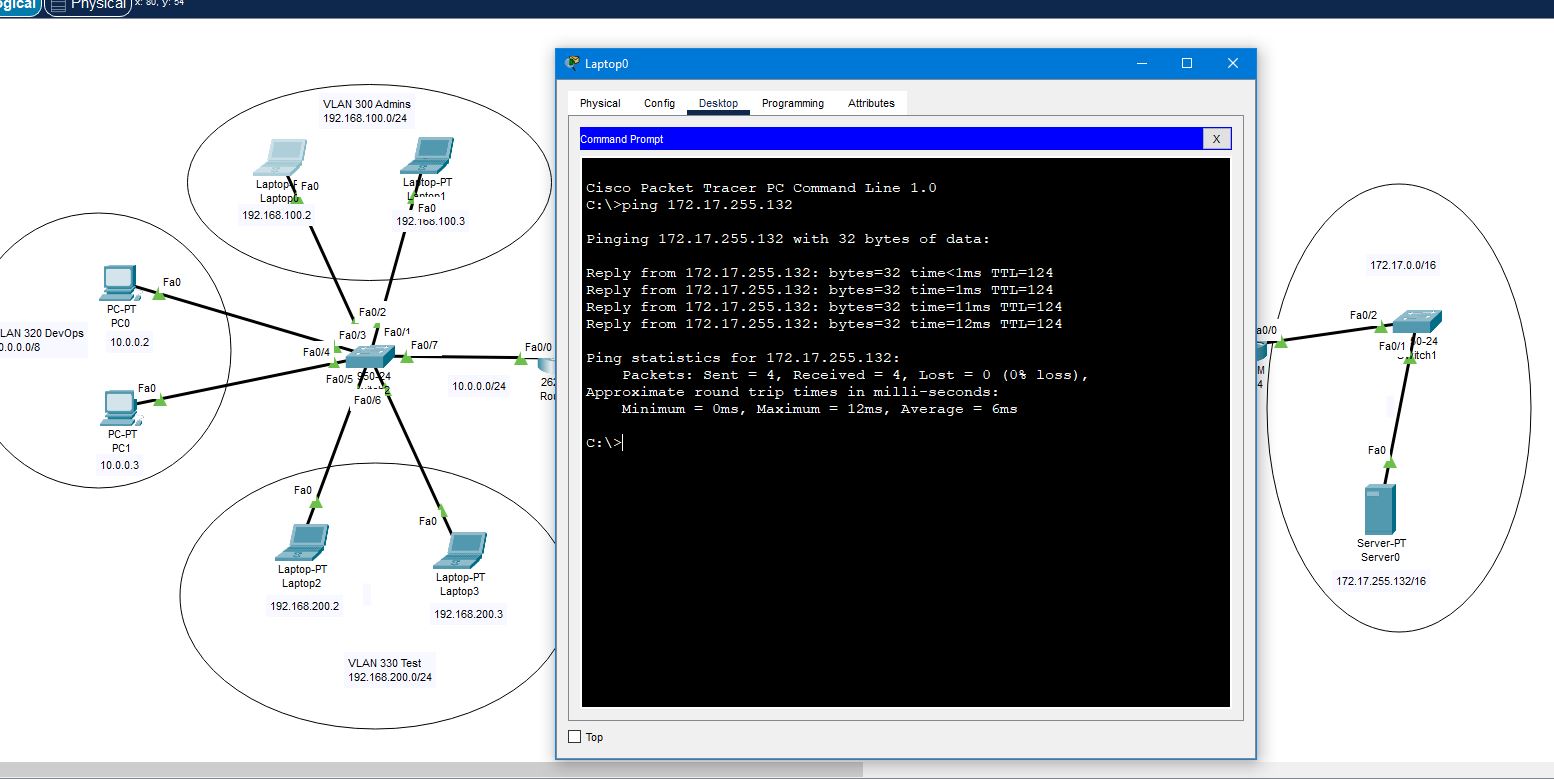 Physical
x: 80, y: 54
VLAN 300 Admins
192.168.100.0/24
Fa0
192.168.100.2
Laptop-PT
Fa0
192.168.100.3
Fa0
PC-PT
PC0
10.0.0.2
LAN 320 DevOps
0.0.0.0/8
Fa0
PC-PT
PC1
10.0.0.3
Fa0/2
Fa0/3
Fa0/1
Fa0/4
Fa0/7
Fa0/5
Fa0/6
Fa0/0
10.0.0.0/24
262
Rou
Fa0
Laptop-PT
Laptop2
192.168.200.2
Fa0
Laptop-PT
Laptop3
192.168.200.3
VLAN 330 Test
192.168.200.0/24
Laptop0
Physical
Config
Desktop
Programming
Attributes
Command Prompt
X
Cisco Packet Tracer PC Command Line 1.0
C:\>ping 172.17.255.132
Pinging 172.17.255.132 with 32 bytes of data:
Reply from 172.17.255.132: bytes=32 time<1ms TTL=124
Reply from 172.17.255.132: bytes=32 time=1ms TTL=124
Reply from 172.17.255.132: bytes=32 time=11ms TTL=124
Reply from 172.17.255.132: bytes=32 time=12ms TTL=124
Ping statistics for 172.17.255.132:
Packets: Sent = 4, Received = 4, Lost = 0 (0% loss),
Approximate round trip times in milli-seconds:
Minimum = 0ms, Maximum = 12ms, Average = 6ms
C:\>
Top
172.17.0.0/16
a0/0
Fa0/2
Fa0/1
M
4
Fa0
Server-PT
Server0
172.17.255.132/16